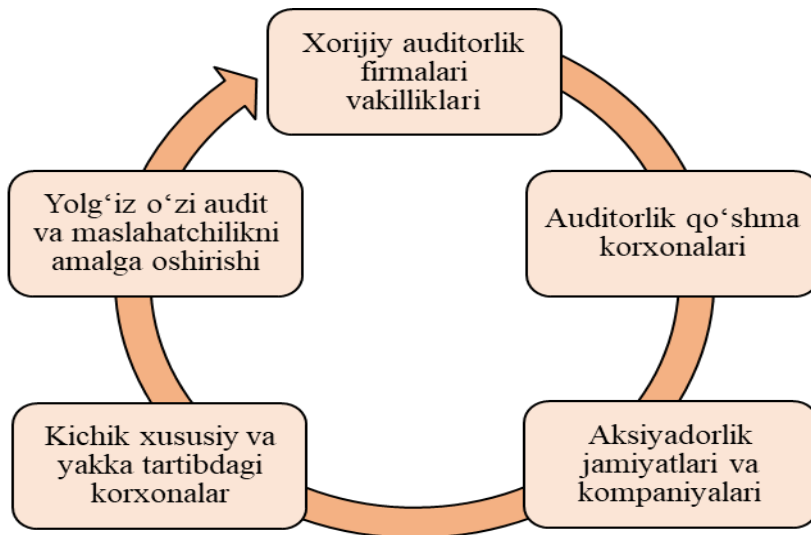 Xorijiy auditorlik
firmalari
vakilliklari
Auditorlik qo‘shma
korxonalari
Aksiyadorlik
jamiyatlari va
kompaniyalari
Kichik xususiy va
yakka tartibdagi
korxonalar
Yolg‘iz o‘zi audit
va maslahatchilikni
amalga oshirishi